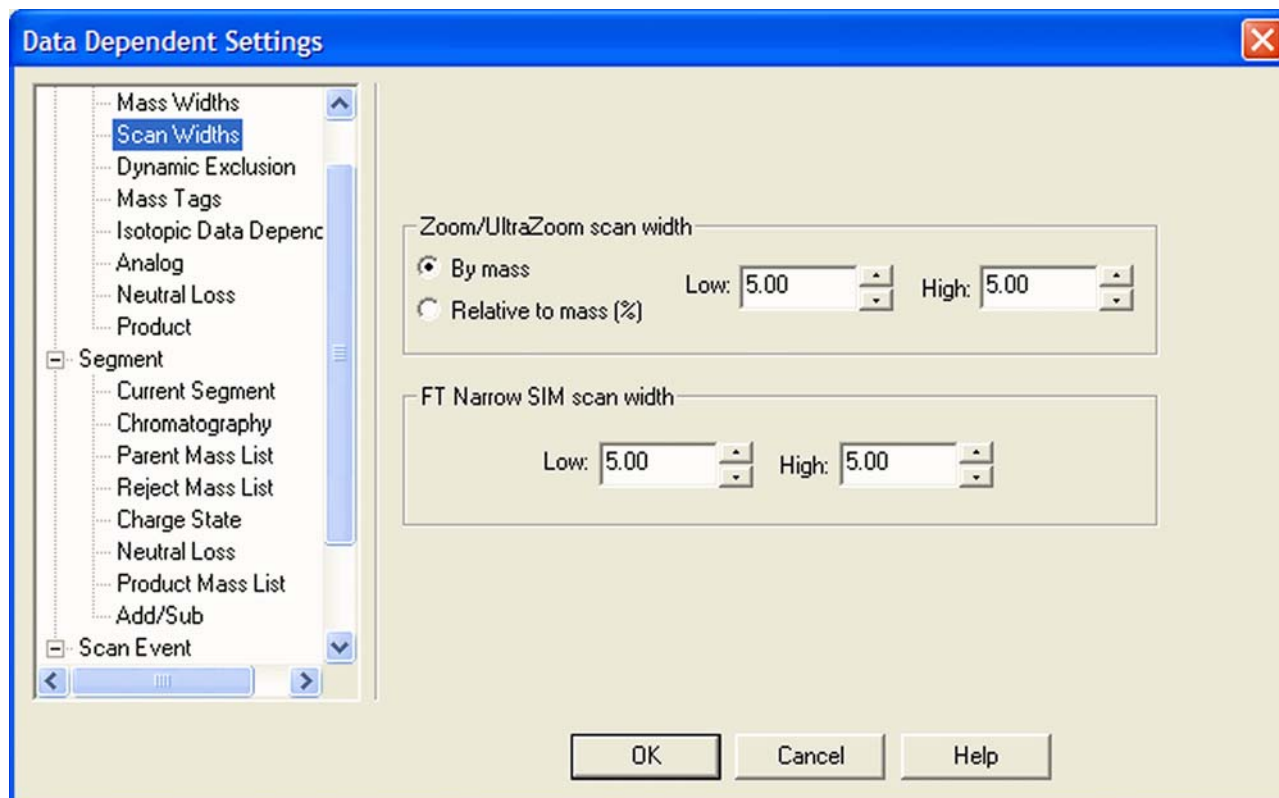 Data Dependent Settings
Mass Widths
Scan Widths
Dynamic Exclusion
Mass Tags
Isotopic Data Depenc
Analog
Neutral Loss
Product
Segment
Current Segment
Chromatography
Parent Mass List
Reject Mass List
Charge State
Neutral Loss
Product Mass List
Add/Sub
Scan Event
Zoom/UltraZoom scan width
By mass
Relative to mass (%)
Low: 5.00 High: 5.00
FT Narrow SIM scan width
Low: 5.00 High: 5.00
OK Cancel Help